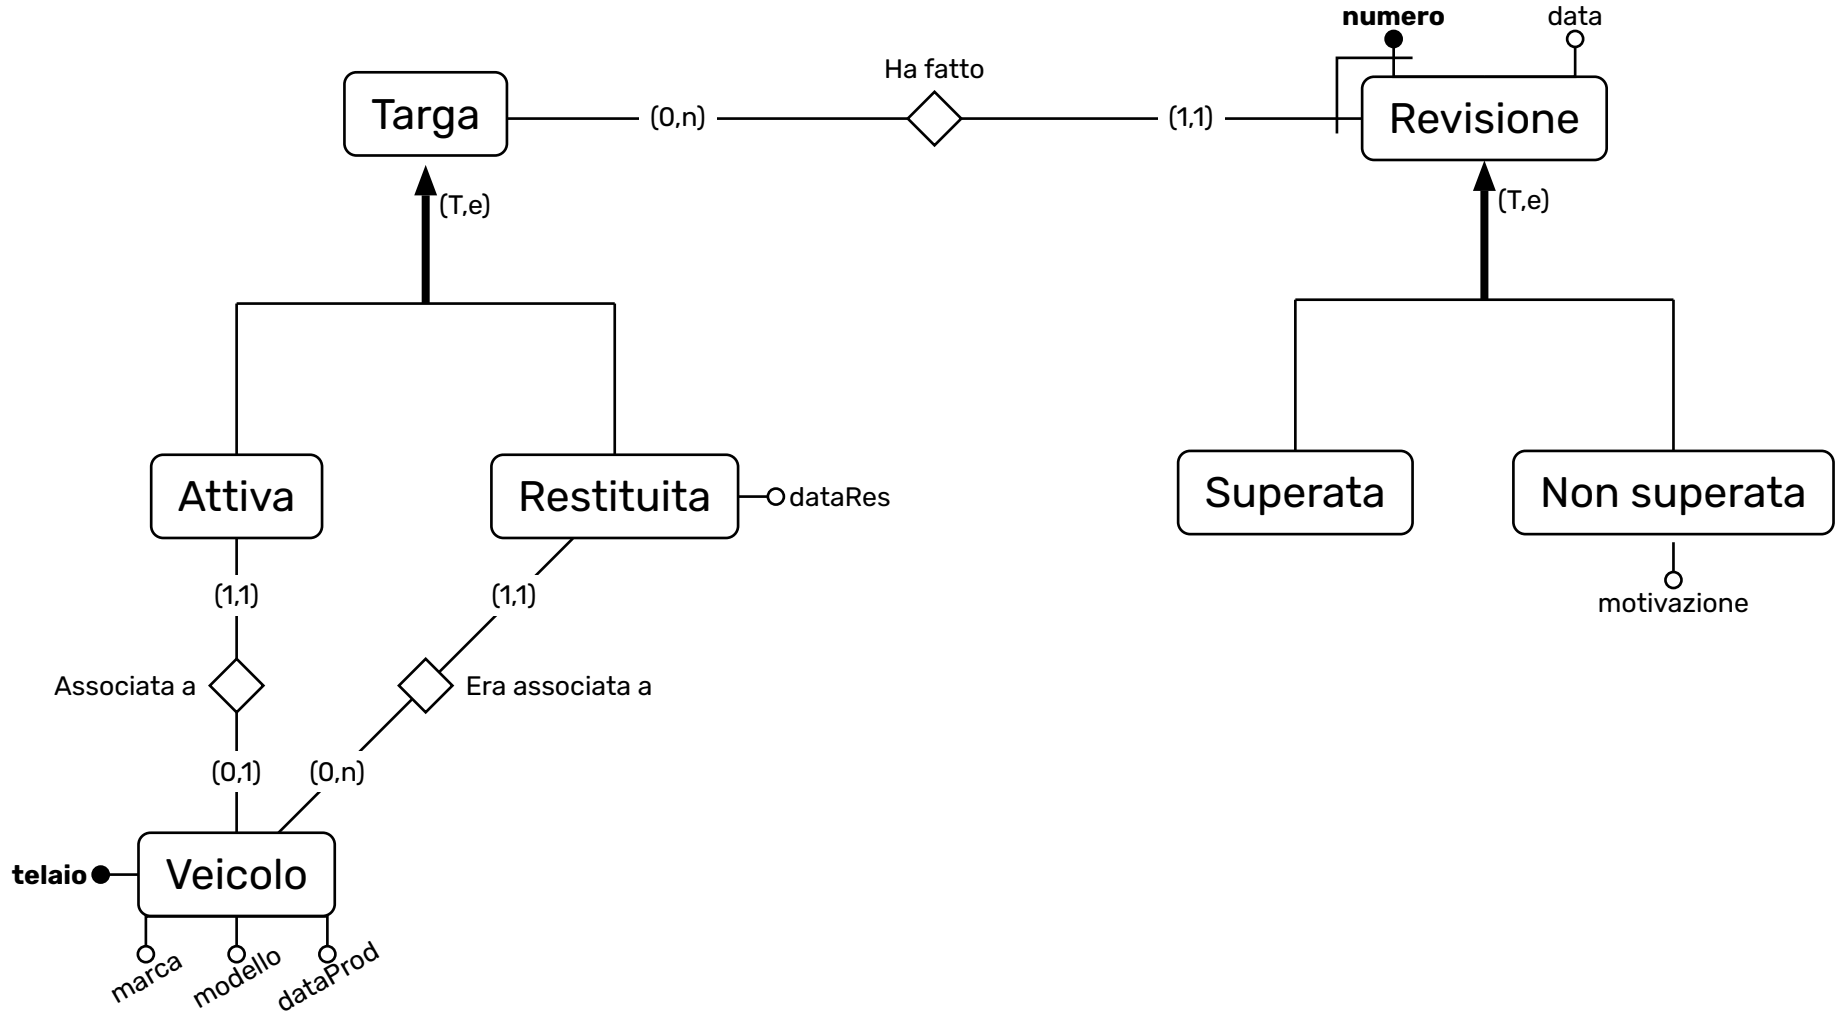 numero
data
Ha fatto
Targa
(0,n)
(1,1)
Revisione
(T,e)
(T,e)
Attiva
Restituita
dataRes
Superata
Non superata
(1,1)
(1,1)
motivazione
Associata a
Era associata a
(0,1)
(0,n)
telaio
Veicolo
marca
modello
dataProd